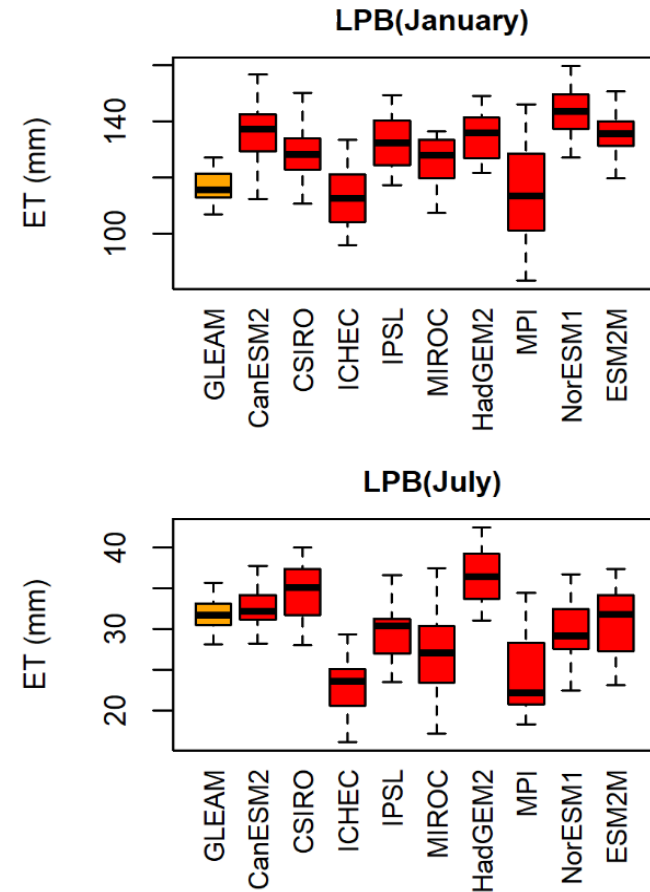 LPB(January)
ET (mm)
140
100
GLEAM
CanESM2
CSIRO
ICHEC
IPSL
MIROC
HadGEM2
MPI
NorESM1
ESM2M
LPB(July)
ET (mm)
40
30
20
GLEAM
CanESM2
CSIRO
ICHEC
IPSL
MIROC
HadGEM2
MPI
NorESM1
ESM2M